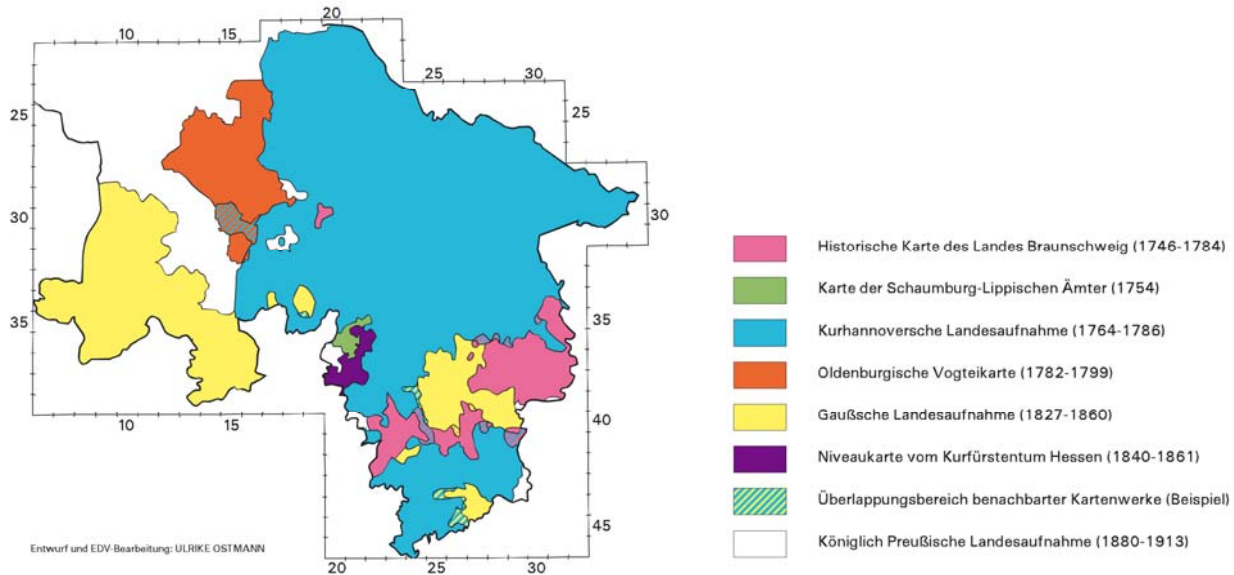 20
10 15
25 30
25
25
30
30
35
35
40
40
10 15
45
20 25 30
Historische Karte des Landes Braunschweig (1746-1784)
Karte der Schaumburg-Lippischen Ämter (1754)
Kurhannoversche Landesaufnahme (1764-1786)
Oldenburgische Vogteikarte (1782-1799)
Gaußsche Landesaufnahme (1827-1860)
Niveaukarte vom Kurfürstentum Hessen (1840-1861)
Überlappungsbereich benachbarter Kartenwerke (Beispiel)
Königlich Preußische Landesaufnahme (1880-1913)
Entwurf und EDV-Bearbeitung: ULRIKE OSTMANN